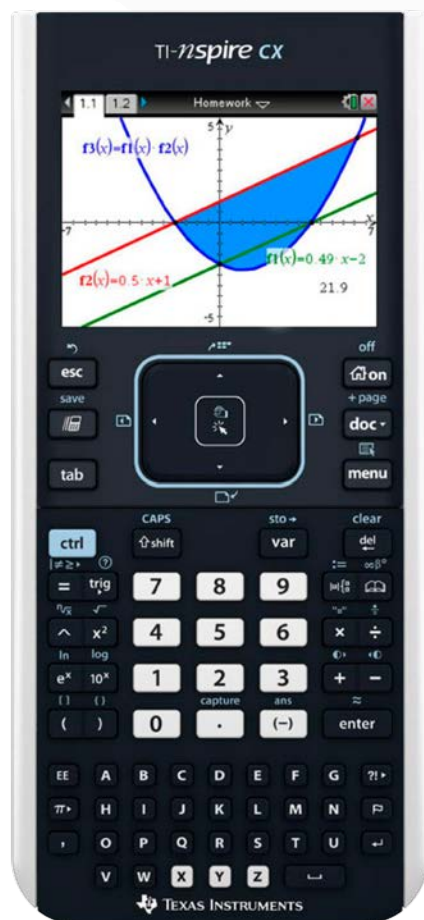 TI-nspire CX
1.1 1.2 Homework
5 y
f3(x)=f1(x)· f2(x)
x
-7 7
f1(x)=0.49· x−2
f2(x)=0.5· x+1
21.9
-5
off
esc on
save + page
doc
tab menu
CAPS sto→ clear
ctrl shift var del
= trig 7 8 9
:= ∞β°
^ x² 4 5 6 × ÷
ln log
eˣ 10ˣ 1 2 3 + −
[ ] { } capture ans ≈
( ) 0 . (−) enter
EE A B C D E F G ?!▸
π▸ H I J K L M N
, O P Q R S T U
V W X Y Z
TEXAS INSTRUMENTS